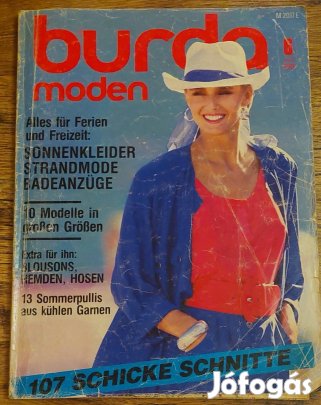 M 2081 E
burda
6
moden
Alles für Ferien
und Freizeit:
SONNENKLEIDER
STRANDMODE
BADEANZÜGE
10 Modelle in
großen Größen
Extra für ihn:
BLOUSONS,
HEMDEN, HOSEN
13 Sommerpullis
aus kühlen Garnen
107 SCHICKE SCHNITTE
Jófogás